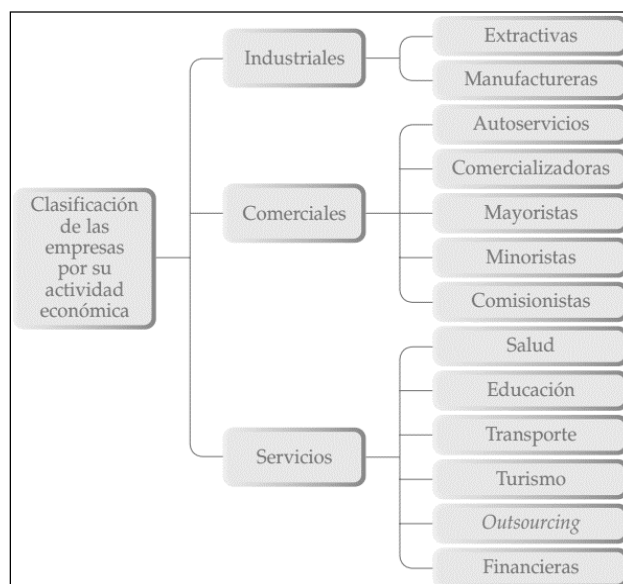 Clasificación
de las
empresas
por su
actividad
económica
Industriales
Extractivas
Manufactureras
Comerciales
Autoservicios
Comercializadoras
Mayoristas
Minoristas
Comisionistas
Servicios
Salud
Educación
Transporte
Turismo
Outsourcing
Financieras